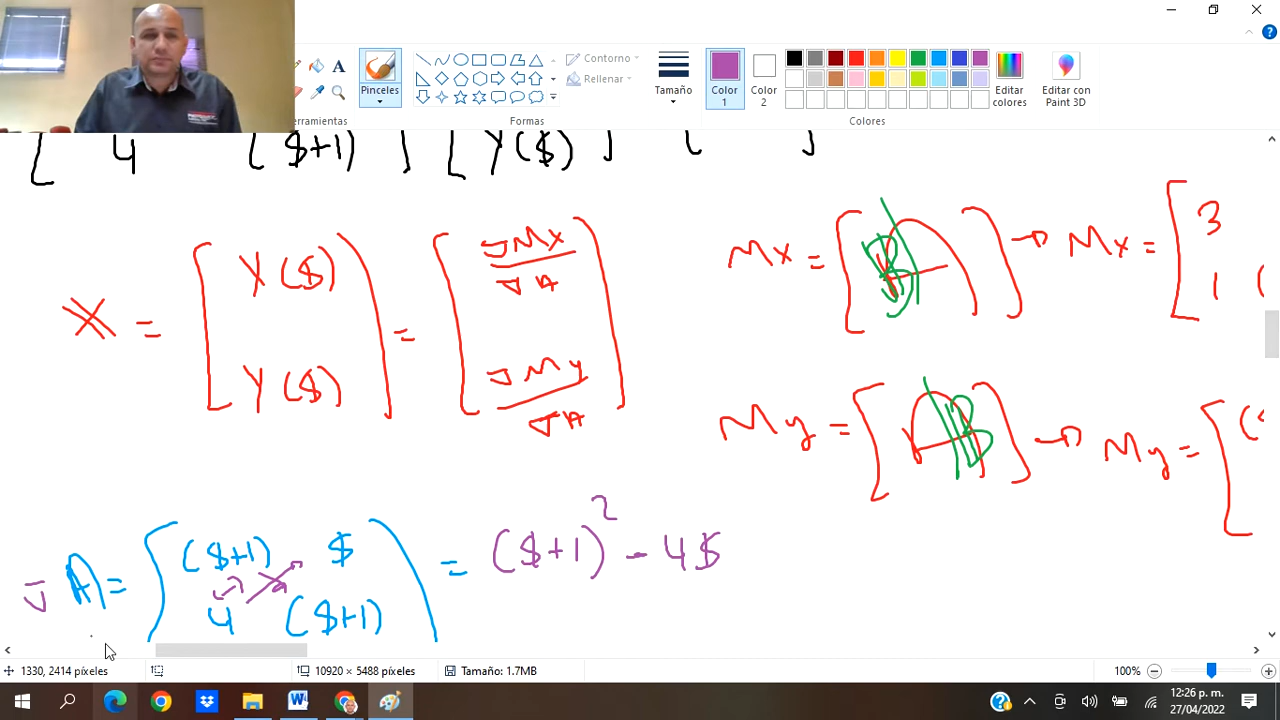 Contorno
Rellenar
Pinceles
Tamaño
Color 1
Color 2
Editar colores
Editar con Paint 3D
erramientas
Formas
Colores
4 ($+1) Y($)
X = [Y($) Y($)] = [∇Mx/∇A ∇My/∇A]
Mx = [A] → Mx = [3
1 (
My = [A B] → My = [(
∇ A = [($+1) $
4 ($+1)] = ($+1)² - 4$
1330, 2414 píxeles
10920 × 5488 píxeles
Tamaño: 1.7MB
100%
12:26 p. m.
27/04/2022